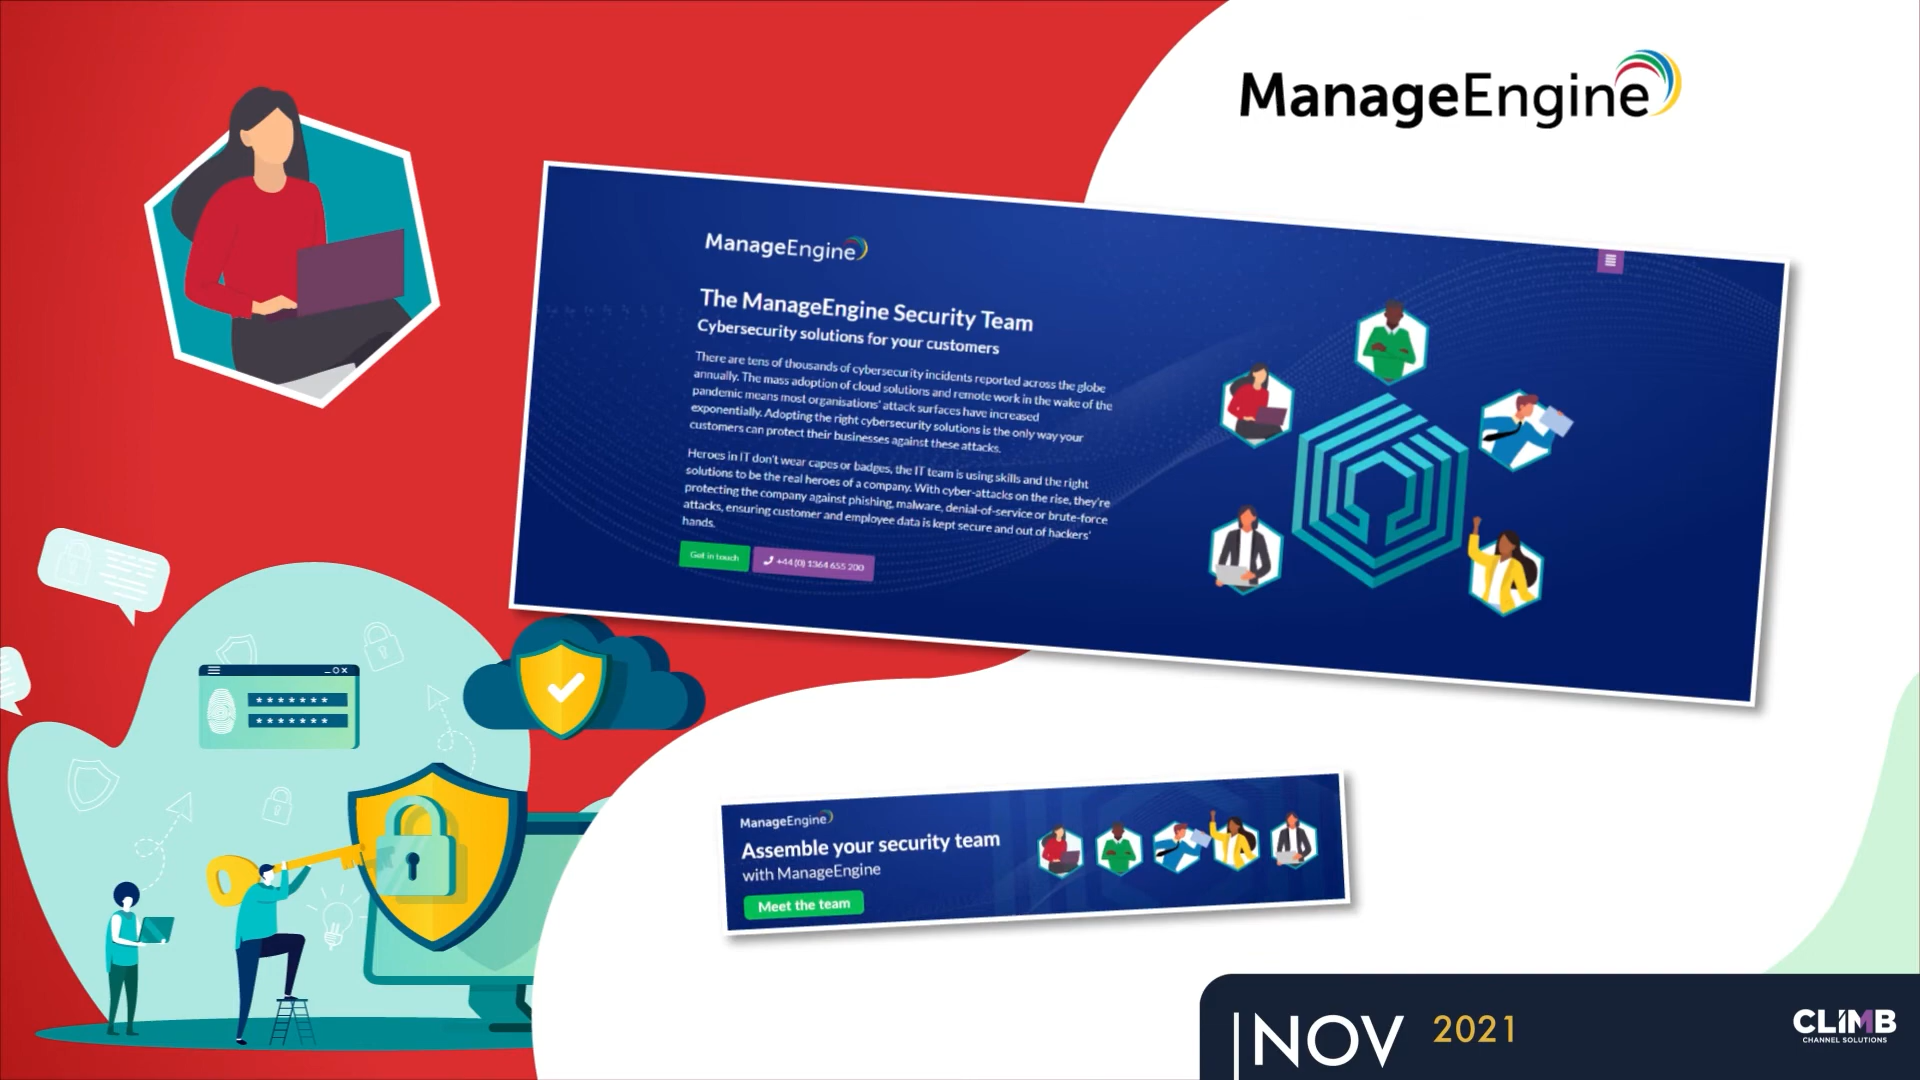 ManageEngine
ManageEngine
The ManageEngine Security Team
Cybersecurity solutions for your customers
There are tens of thousands of cybersecurity incidents reported across the globe
annually. The mass adoption of cloud solutions and remote work in the wake of the
pandemic means most organisations' attack surfaces have increased
exponentially. Adopting the right cybersecurity solutions is the only way your
customers can protect their businesses against these attacks.
Heroes in IT don't wear capes or badges, the IT team is using skills and the right
solutions to be the real heroes of a company. With cyber-attacks on the rise, they're
protecting the company against phishing, malware, denial-of-service or brute-force
attacks, ensuring customer and employee data is kept secure and out of hackers'
hands.
Get in touch
+44 (0) 1364 655 200
*******
*******
ManageEngine
Assemble your security team
with ManageEngine
Meet the team
NOV 2021
CLIMB
CHANNEL SOLUTIONS